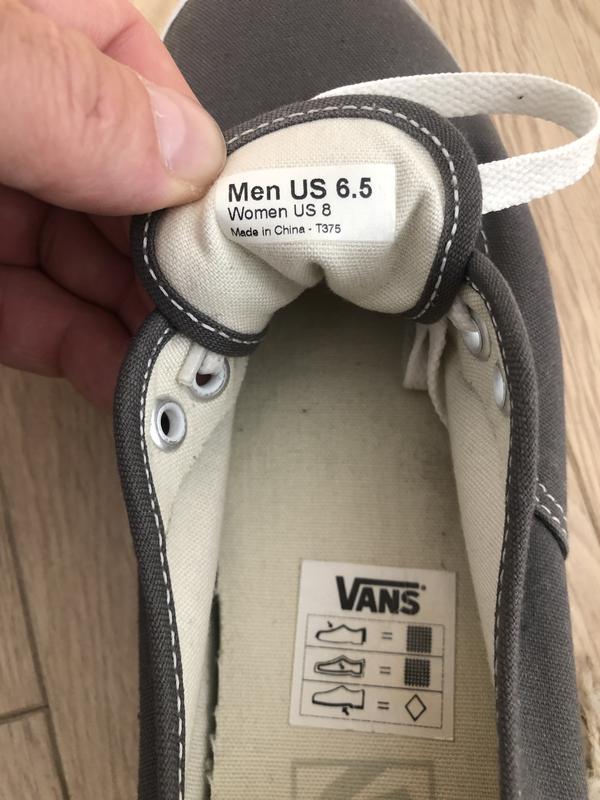 Men US 6.5
Women US 8
Made in China - T375
VANS
=
=
=